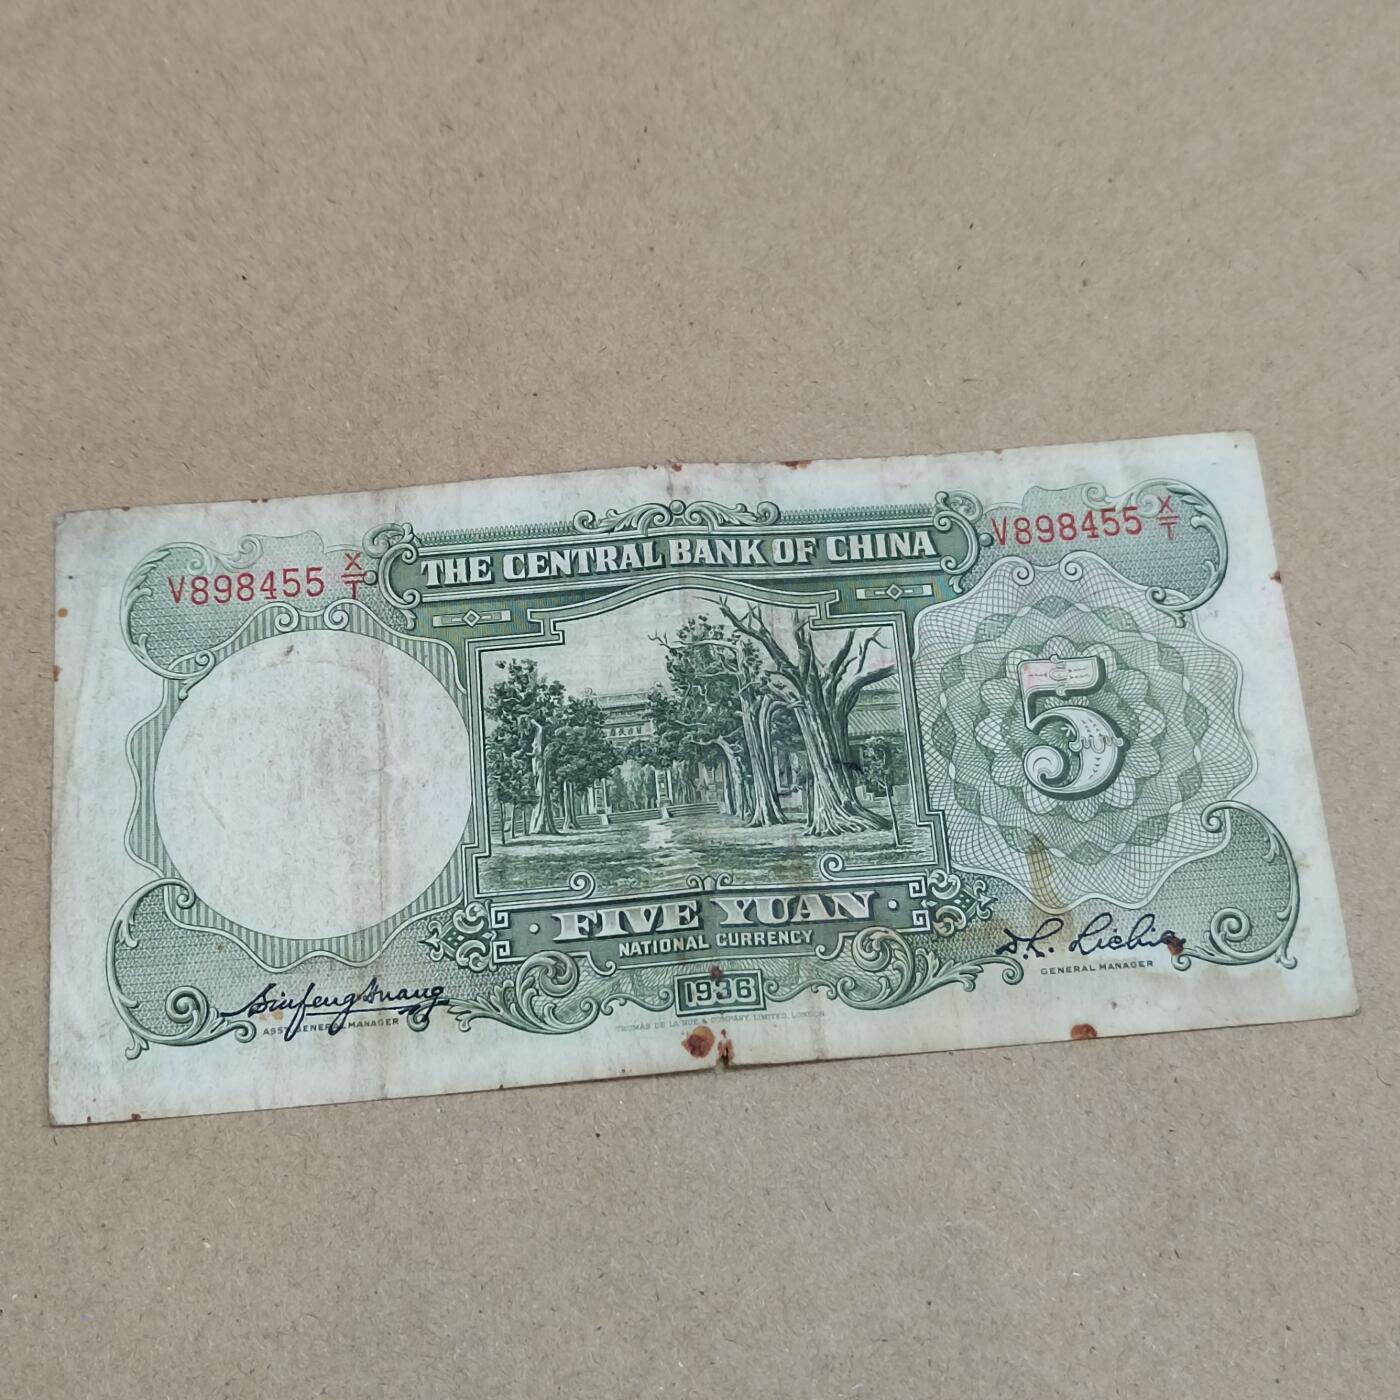 THE CENTRAL BANK OF CHINA
V898455 X/T
V898455 X/T
5
FIVE YUAN
NATIONAL CURRENCY
1936
ASST GENERAL MANAGER
GENERAL MANAGER
THOMAS DE LA RUE & COMPANY, LIMITED, LONDON